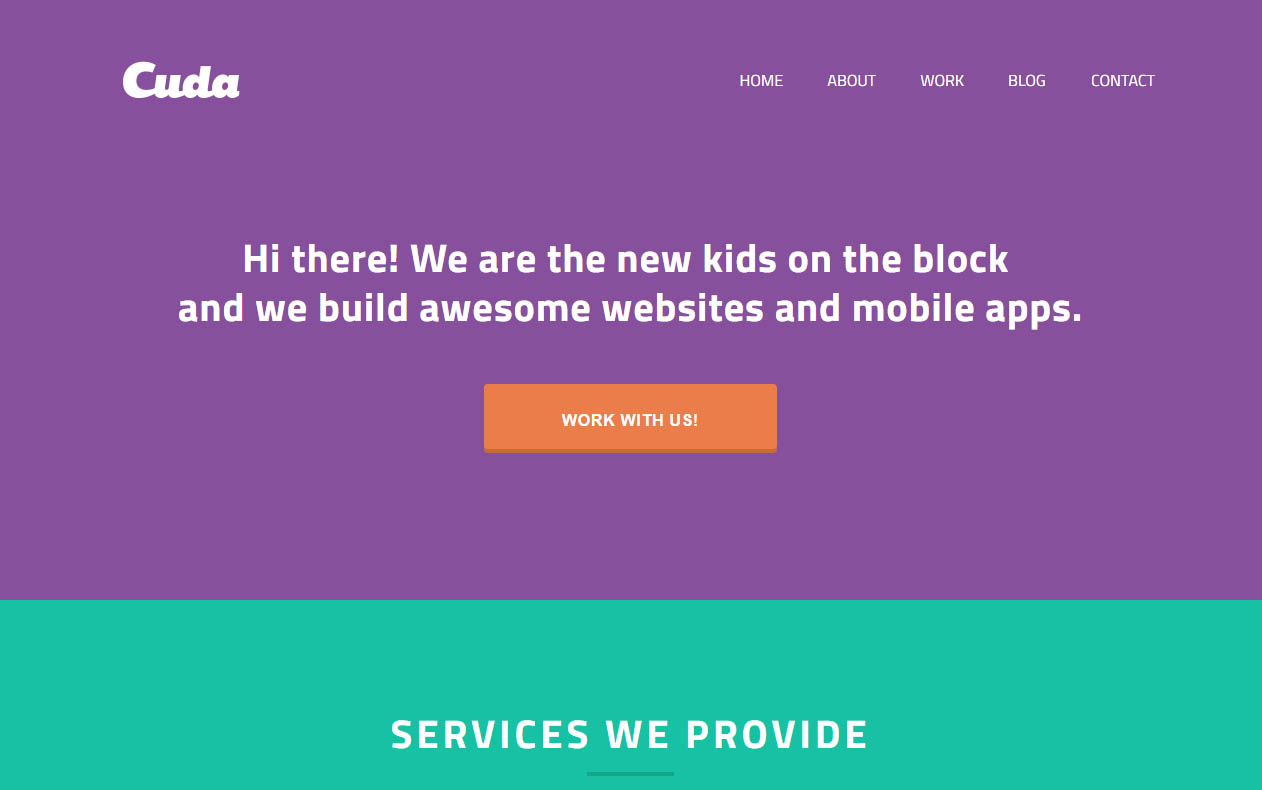 Cuda
HOME ABOUT WORK BLOG CONTACT
Hi there! We are the new kids on the block
and we build awesome websites and mobile apps.
WORK WITH US!
SERVICES WE PROVIDE